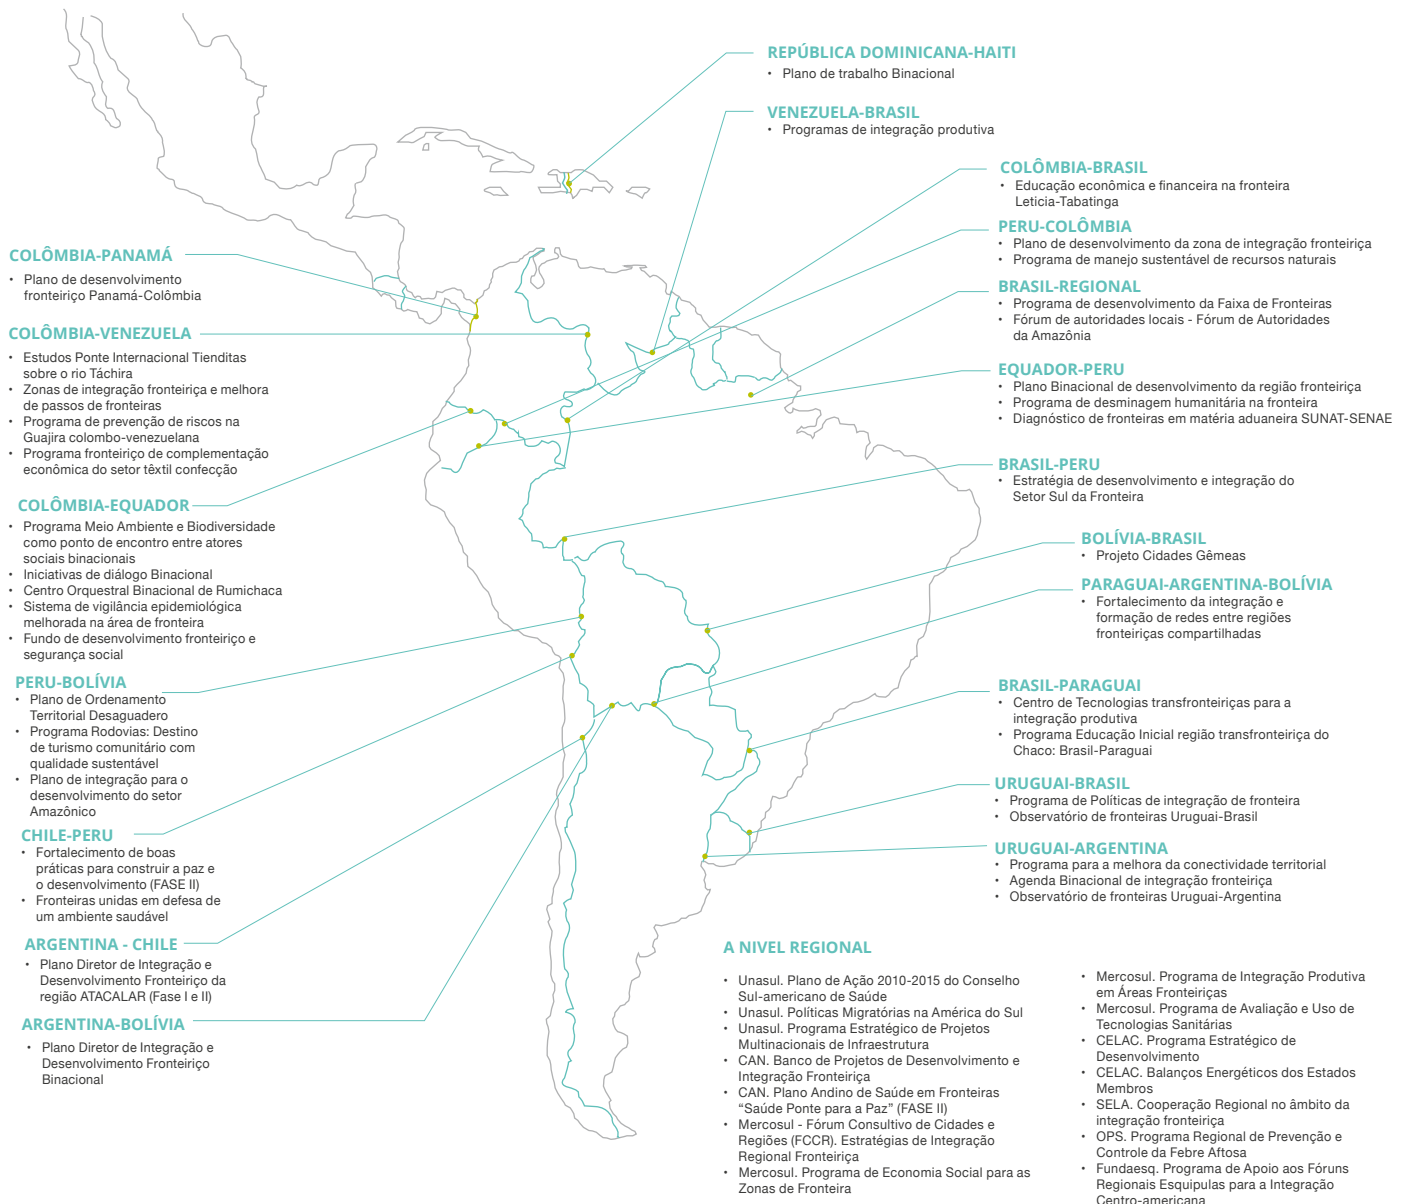 REPÚBLICA DOMINICANA-HAITI
• Plano de trabalho Binacional
VENEZUELA-BRASIL
• Programas de integração produtiva
COLÔMBIA-BRASIL
• Educação econômica e financeira na fronteira
Leticia-Tabatinga
PERU-COLÔMBIA
• Plano de desenvolvimento da zona de integração fronteiriça
• Programa de manejo sustentável de recursos naturais
BRASIL-REGIONAL
• Programa de desenvolvimento da Faixa de Fronteiras
• Fórum de autoridades locais - Fórum de Autoridades
da Amazônia
EQUADOR-PERU
• Plano Binacional de desenvolvimento da região fronteiriça
• Programa de desminagem humanitária na fronteira
• Diagnóstico de fronteiras em matéria aduaneira SUNAT-SENAE
BRASIL-PERU
• Estratégia de desenvolvimento e integração do
Setor Sul da Fronteira
BOLÍVIA-BRASIL
• Projeto Cidades Gêmeas
PARAGUAI-ARGENTINA-BOLÍVIA
• Fortalecimento da integração e
formação de redes entre regiões
fronteiriças compartilhadas
BRASIL-PARAGUAI
• Centro de Tecnologias transfronteiriças para a
integração produtiva
• Programa Educação Inicial região transfronteiriça do
Chaco: Brasil-Paraguai
URUGUAI-BRASIL
• Programa de Políticas de integração de fronteira
• Observatório de fronteiras Uruguai-Brasil
URUGUAI-ARGENTINA
• Programa para a melhora da conectividade territorial
• Agenda Binacional de integração fronteiriça
• Observatório de fronteiras Uruguai-Argentina
COLÔMBIA-PANAMÁ
• Plano de desenvolvimento
fronteiriço Panamá-Colômbia
COLÔMBIA-VENEZUELA
• Estudos Ponte Internacional Tienditas
sobre o rio Táchira
• Zonas de integração fronteiriça e melhora
de passos de fronteiras
• Programa de prevenção de riscos na
Guajira colombo-venezuelana
• Programa fronteiriço de complementação
econômica do setor têxtil confecção
COLÔMBIA-EQUADOR
• Programa Meio Ambiente e Biodiversidade
como ponto de encontro entre atores
sociais binacionais
• Iniciativas de diálogo Binacional
• Centro Orquestral Binacional de Rumichaca
• Sistema de vigilância epidemiológica
melhorada na área de fronteira
• Fundo de desenvolvimento fronteiriço e
segurança social
PERU-BOLÍVIA
• Plano de Ordenamento
Territorial Desaguadero
• Programa Rodovias: Destino
de turismo comunitário com
qualidade sustentável
• Plano de integração para o
desenvolvimento do setor
Amazônico
CHILE-PERU
• Fortalecimento de boas
práticas para construir a paz e
o desenvolvimento (FASE II)
• Fronteiras unidas em defesa de
um ambiente saudável
ARGENTINA - CHILE
• Plano Diretor de Integração e
Desenvolvimento Fronteiriço da
região ATACALAR (Fase I e II)
ARGENTINA-BOLÍVIA
• Plano Diretor de Integração e
Desenvolvimento Fronteiriço
Binacional
A NIVEL REGIONAL
• Unasul. Plano de Ação 2010-2015 do Conselho
Sul-americano de Saúde
• Unasul. Políticas Migratórias na América do Sul
• Unasul. Programa Estratégico de Projetos
Multinacionais de Infraestrutura
• CAN. Banco de Projetos de Desenvolvimento e
Integração Fronteiriça
• CAN. Plano Andino de Saúde em Fronteiras
“Saúde Ponte para a Paz” (FASE II)
• Mercosul - Fórum Consultivo de Cidades e
Regiões (FCCR). Estratégias de Integração
Regional Fronteiriça
• Mercosul. Programa de Economia Social para as
Zonas de Fronteira
• Mercosul. Programa de Integração Produtiva
em Áreas Fronteiriças
• Mercosul. Programa de Avaliação e Uso de
Tecnologias Sanitárias
• CELAC. Programa Estratégico de
Desenvolvimento
• CELAC. Balanços Energéticos dos Estados
Membros
• SELA. Cooperação Regional no âmbito da
integração fronteiriça
• OPS. Programa Regional de Prevenção e
Controle da Febre Aftosa
• Fundaesq. Programa de Apoio aos Fóruns
Regionais Esquipulas para a Integração
Centro-americana